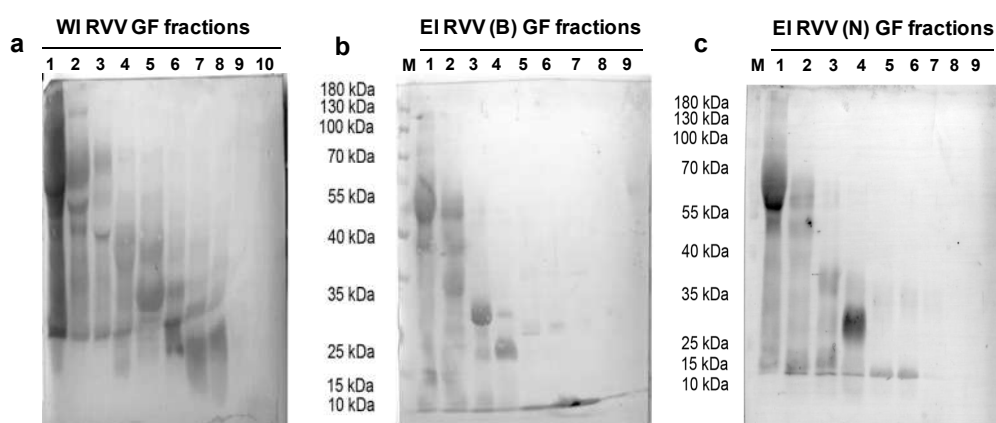 a
WI RVV GF fractions
1 2 3 4 5 6 7 8 9 10
b
EI RVV (B) GF fractions
M 1 2 3 4 5 6 7 8 9
180 kDa
130 kDa
100 kDa
70 kDa
55 kDa
40 kDa
35 kDa
25 kDa
15 kDa
10 kDa
c
EI RVV (N) GF fractions
M 1 2 3 4 5 6 7 8 9
180 kDa
130 kDa
100 kDa
70 kDa
55 kDa
40 kDa
35 kDa
25 kDa
15 kDa
10 kDa